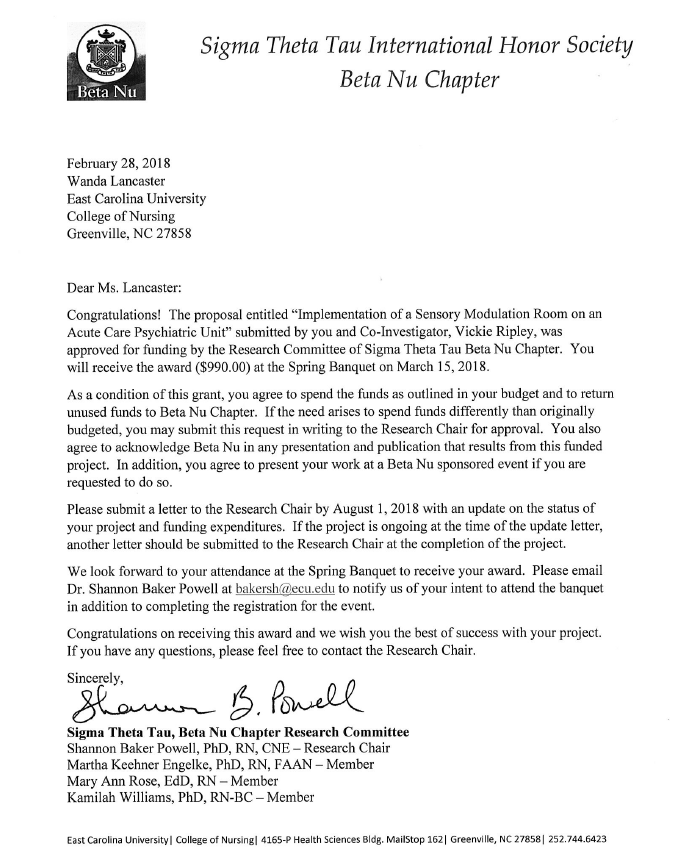 Sigma Theta Tau International Honor Society
Beta Nu Chapter
Beta Nu
February 28, 2018
Wanda Lancaster
East Carolina University
College of Nursing
Greenville, NC 27858
Dear Ms. Lancaster:
Congratulations!  The proposal entitled “Implementation of a Sensory Modulation Room on an
Acute Care Psychiatric Unit” submitted by you and Co-Investigator, Vickie Ripley, was
approved for funding by the Research Committee of Sigma Theta Tau Beta Nu Chapter.  You
will receive the award ($990.00) at the Spring Banquet on March 15, 2018.
As a condition of this grant, you agree to spend the funds as outlined in your budget and to return
unused funds to Beta Nu Chapter. If the need arises to spend funds differently than originally
budgeted, you may submit this request in writing to the Research Chair for approval.  You also
agree to acknowledge Beta Nu in any presentation and publication that results from this funded
project.  In addition, you agree to present your work at a Beta Nu sponsored event if you are
requested to do so.
Please submit a letter to the Research Chair by August 1, 2018 with an update on the status of
your project and funding expenditures.  If the project is ongoing at the time of the update letter,
another letter should be submitted to the Research Chair at the completion of the project.
We look forward to your attendance at the Spring Banquet to receive your award.  Please email
Dr. Shannon Baker Powell at bakersh@ecu.edu to notify us of your intent to attend the banquet
in addition to completing the registration for the event.
Congratulations on receiving this award and we wish you the best of success with your project.
If you have any questions, please feel free to contact the Research Chair.
Sincerely,
Shannon B. Powell
Sigma Theta Tau, Beta Nu Chapter Research Committee
Shannon Baker Powell, PhD, RN, CNE – Research Chair
Martha Keehner Engelke, PhD, RN, FAAN – Member
Mary Ann Rose, EdD, RN – Member
Kamilah Williams, PhD, RN-BC – Member
East Carolina University| College of Nursing| 4165-P Health Sciences Bldg. MailStop 162| Greenville, NC 27858| 252.744.6423